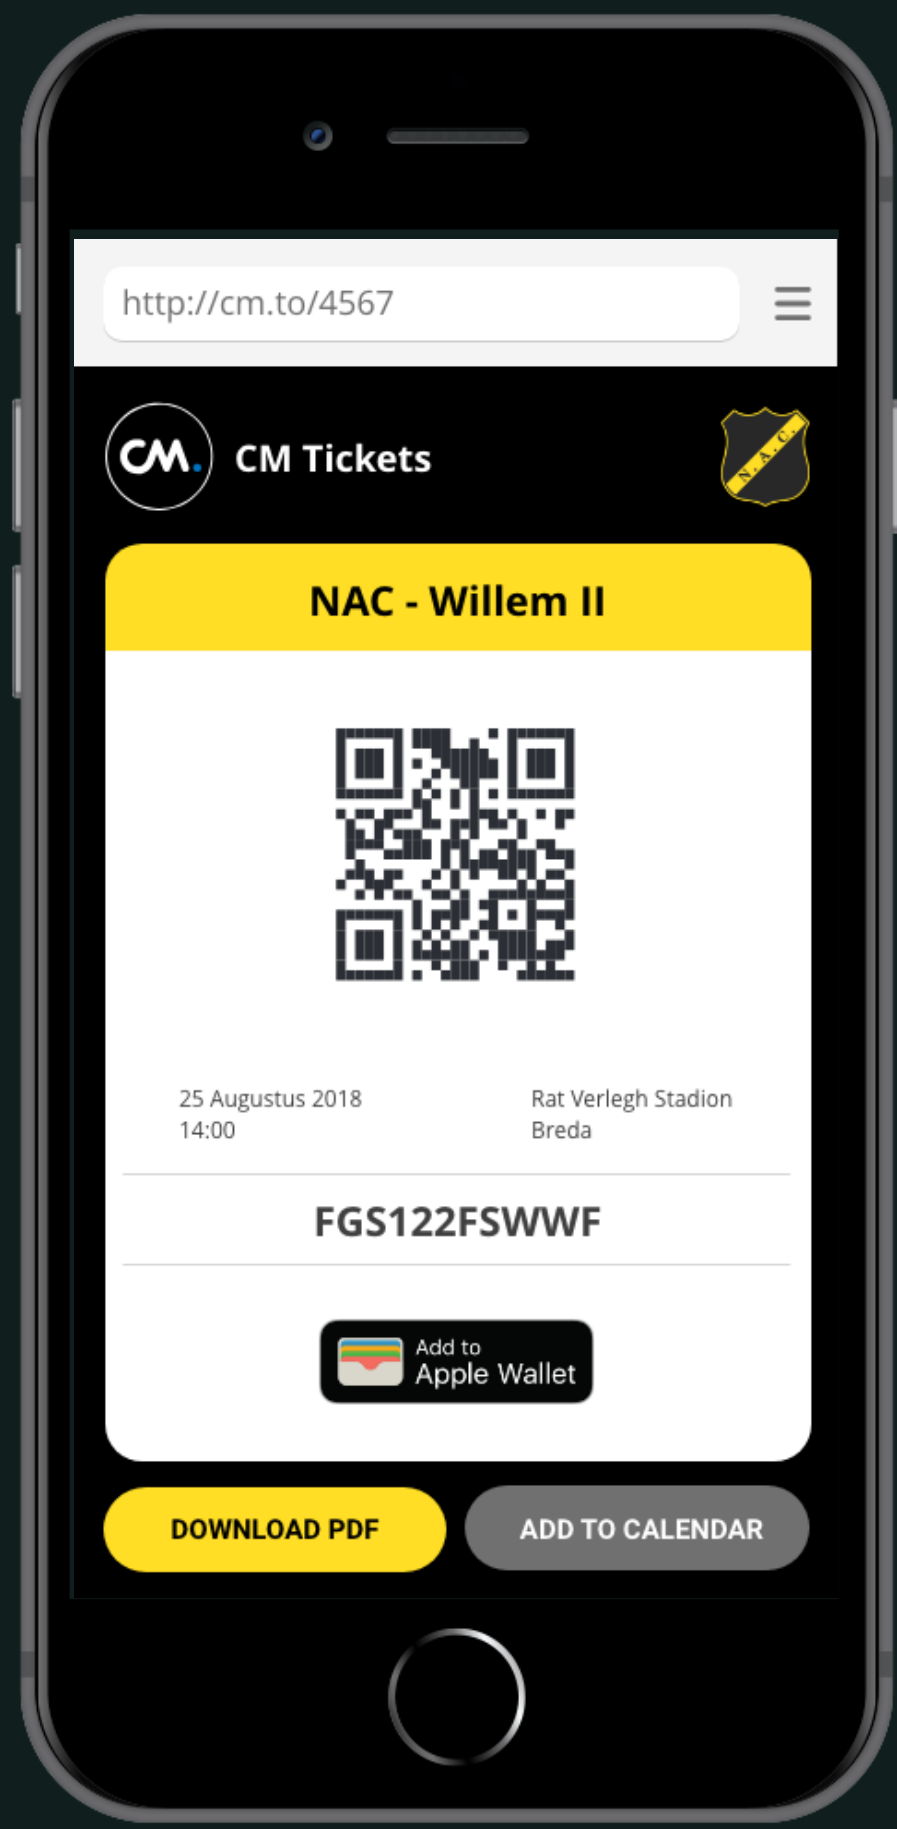 http://cm.to/4567
CM.
CM Tickets
N.A.C.
NAC - Willem II
25 Augustus 2018
14:00
Rat Verlegh Stadion
Breda
FGS122FSWWF
Add to
Apple Wallet
DOWNLOAD PDF
ADD TO CALENDAR